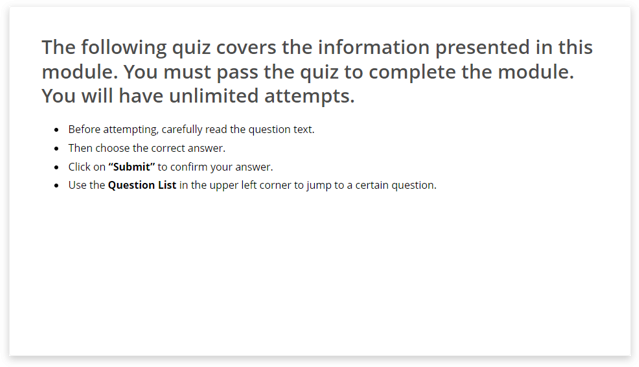 The following quiz covers the information presented in this
module. You must pass the quiz to complete the module.
You will have unlimited attempts.
• Before attempting, carefully read the question text.
• Then choose the correct answer.
• Click on “Submit” to confirm your answer.
• Use the Question List in the upper left corner to jump to a certain question.